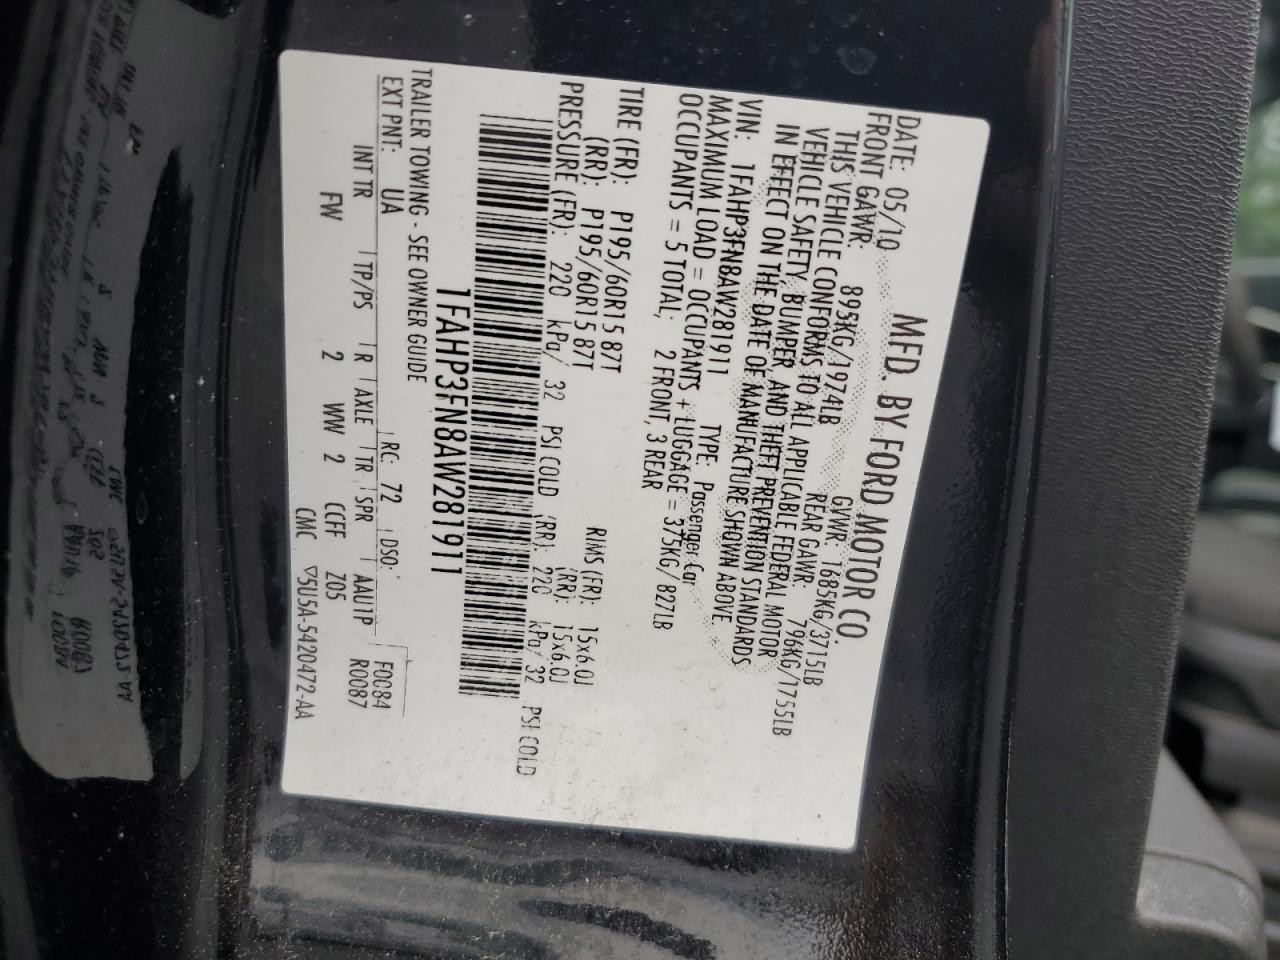 MFD. BY FORD MOTOR CO
DATE: 05/10 GVWR: 1685KG/3715LB
FRONT GAWR: 895KG/1974LB REAR GAWR: 796KG/1755LB
THIS VEHICLE CONFORMS TO ALL APPLICABLE FEDERAL MOTOR
VEHICLE SAFETY, BUMPER, AND THEFT PREVENTION STANDARDS
IN EFFECT ON THE DATE OF MANUFACTURE SHOWN ABOVE.
VIN: 1FAHP3FN8AW281911 TYPE: Passenger Car
MAXIMUM LOAD = OCCUPANTS + LUGGAGE = 375KG/827LB
OCCUPANTS = 5 TOTAL, 2 FRONT, 3 REAR
TIRE (FR): P195/60R15 87T RIMS (FR): 15x6.0J
(RR): P195/60R15 87T (RR): 15x6.0J
PRESSURE (FR): 220 kPa/ 32 PSI COLD (RR): 220 kPa/ 32 PSI COLD
1FAHP3FN8AW281911
TRAILER TOWING - SEE OWNER GUIDE
EXT PNT: UA RC: 72 DSO: F0084
INT TR TP/PS R AXLE TR SPR AAU1P R0087
FW 2 WW 2 CCFF Z05
CMC ▽5U5A-5420472-AA